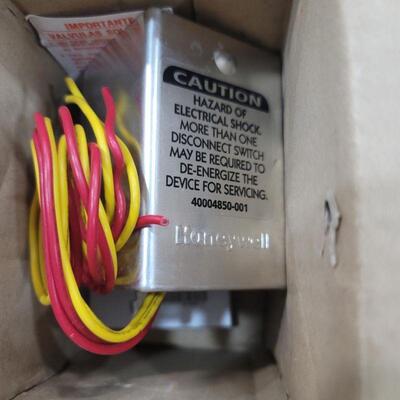 IMPORTANTE
VALVULAS
CAUTION
HAZARD OF
ELECTRICAL SHOCK.
MORE THAN ONE
DISCONNECT SWITCH
MAY BE REQUIRED TO
DE-ENERGIZE THE
DEVICE FOR SERVICING.
40004850-001
Honeywell